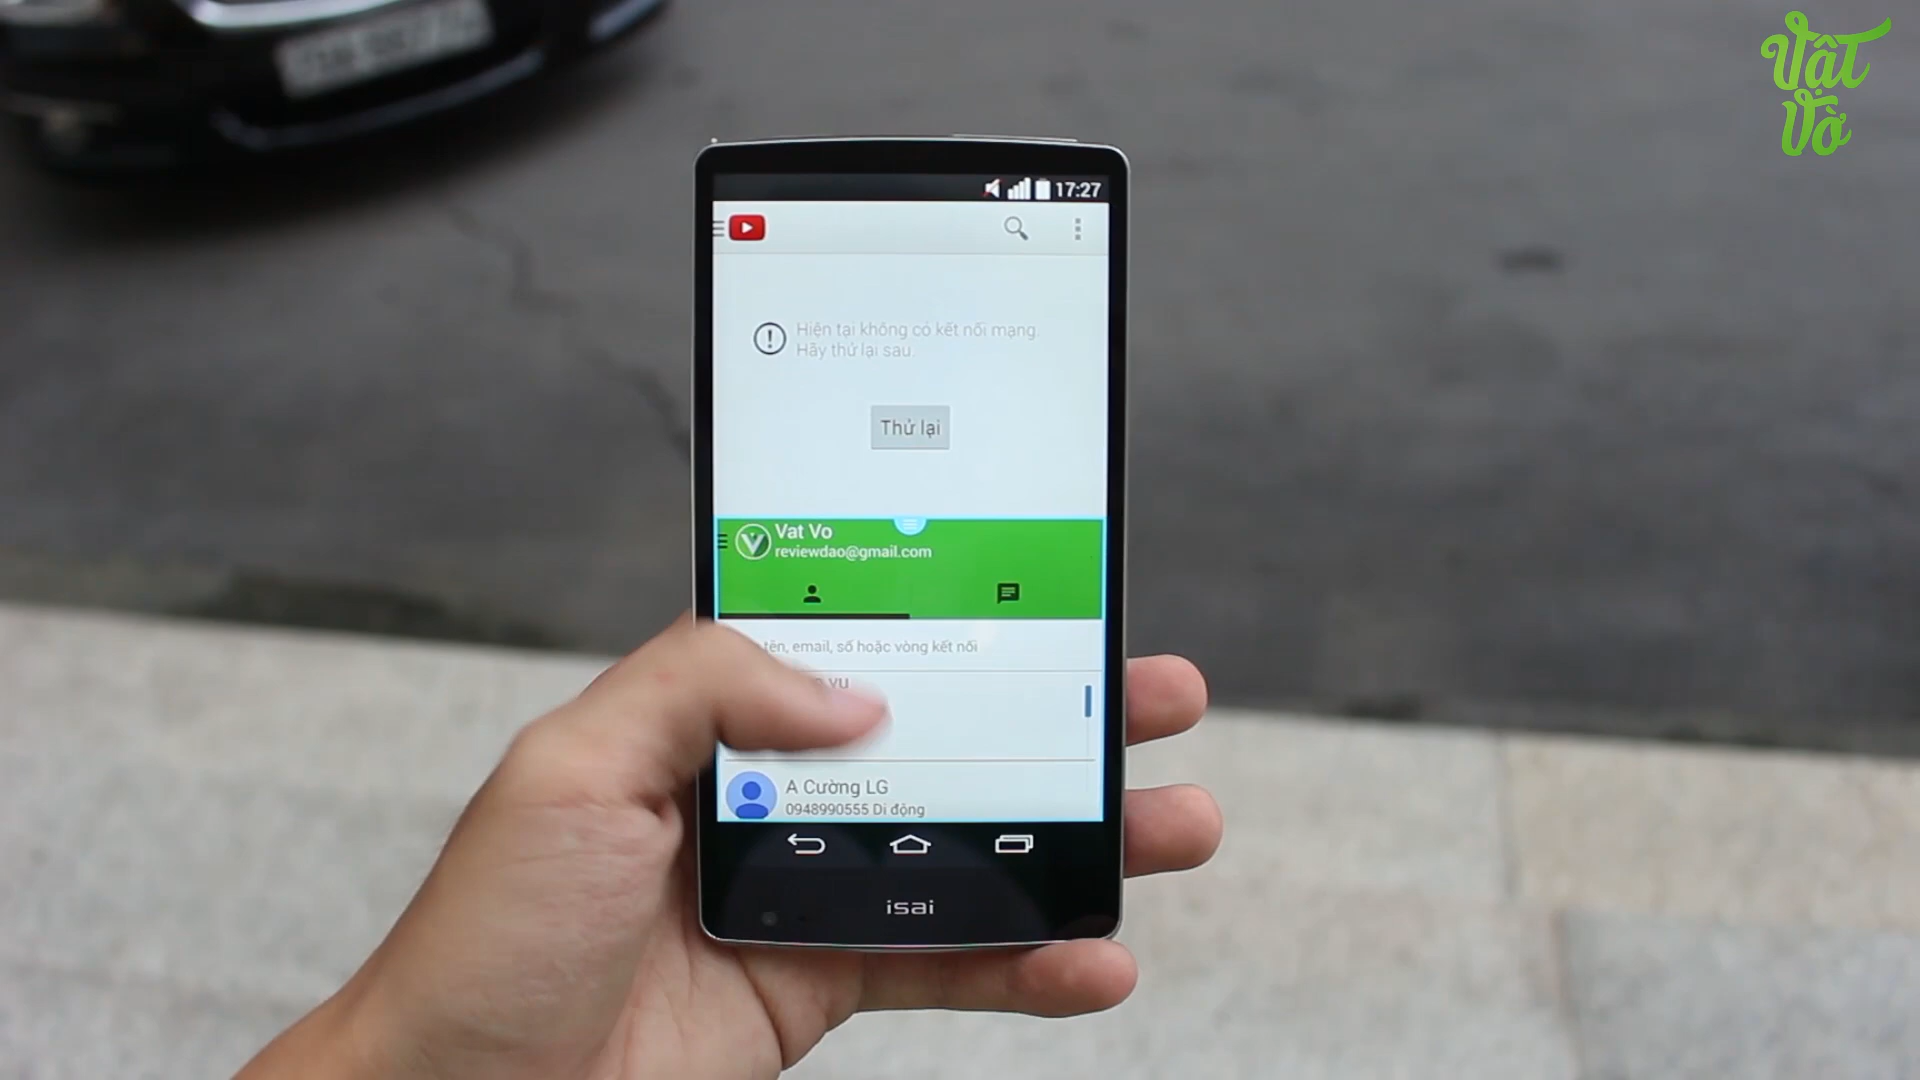 Vật
Vờ
17:27
Hiện tại không có kết nối mạng.
Hãy thử lại sau.
Thử lại
Vat Vo
reviewdao@gmail.com
tên, email, số hoặc vòng kết nối
vu
A Cường LG
0948990555 Di động
isai